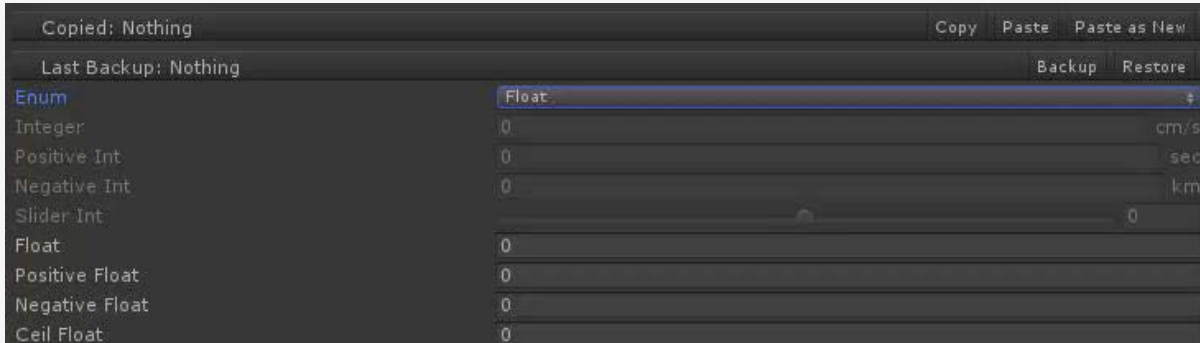 Copied: Nothing Copy Paste Paste as New
Last Backup: Nothing Backup Restore
Enum Float
Integer 0 cm/s
Positive Int 0 sec
Negative Int 0 km
Slider Int 0
Float 0
Positive Float 0
Negative Float 0
Ceil Float 0